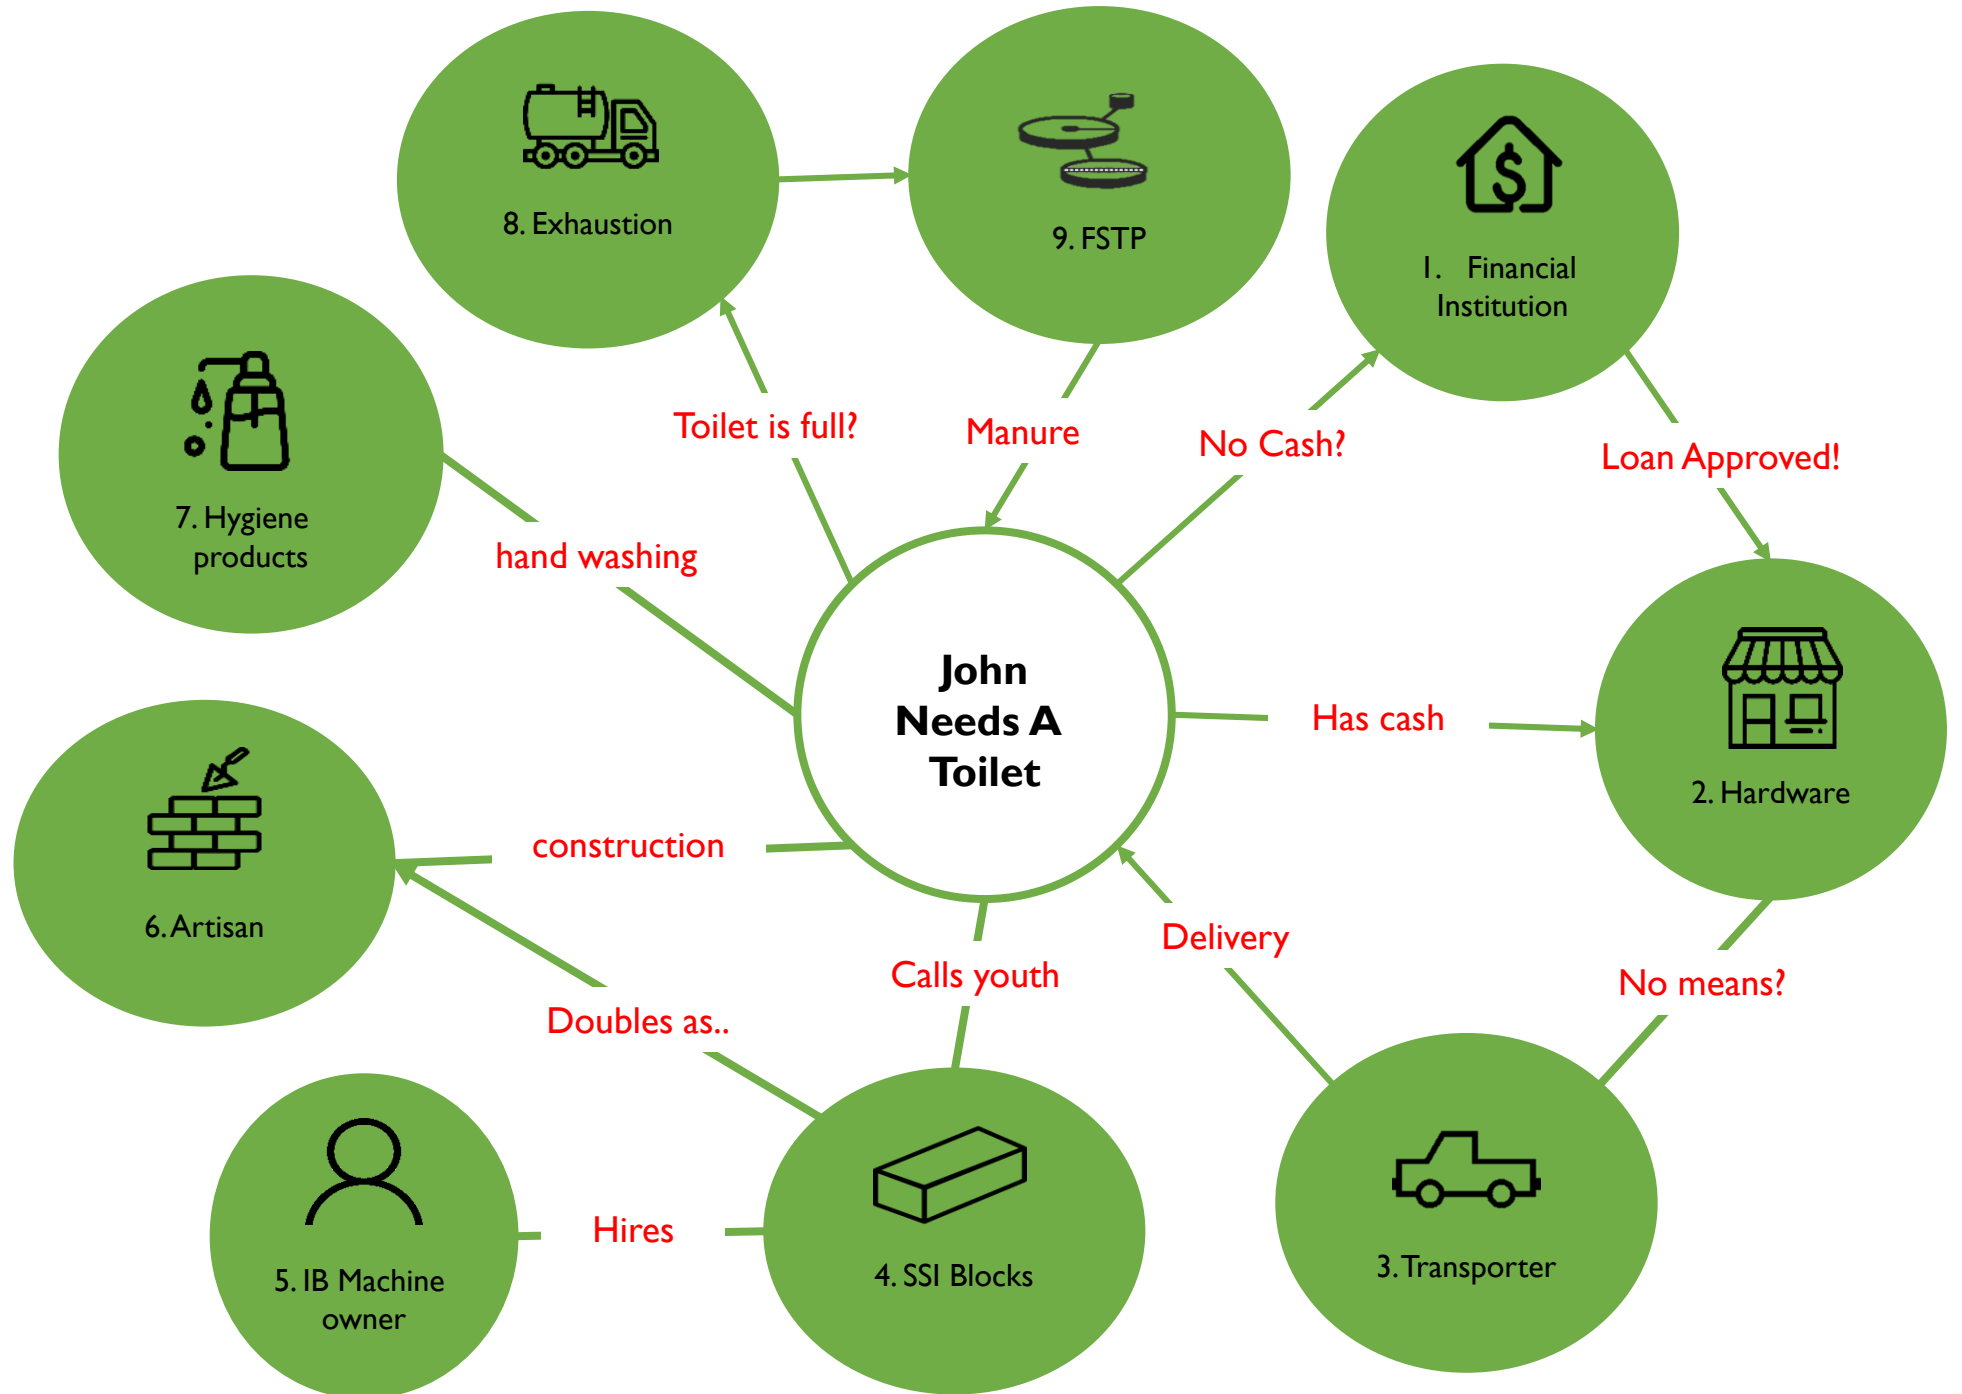 8. Exhaustion
9. FSTP
1. Financial
Institution
7. Hygiene
products
Toilet is full?
Manure
No Cash?
Loan Approved!
hand washing
John
Needs A
Toilet
Has cash
2. Hardware
6. Artisan
construction
Delivery
Calls youth
No means?
Doubles as..
5. IB Machine
owner
Hires
4. SSI Blocks
3. Transporter